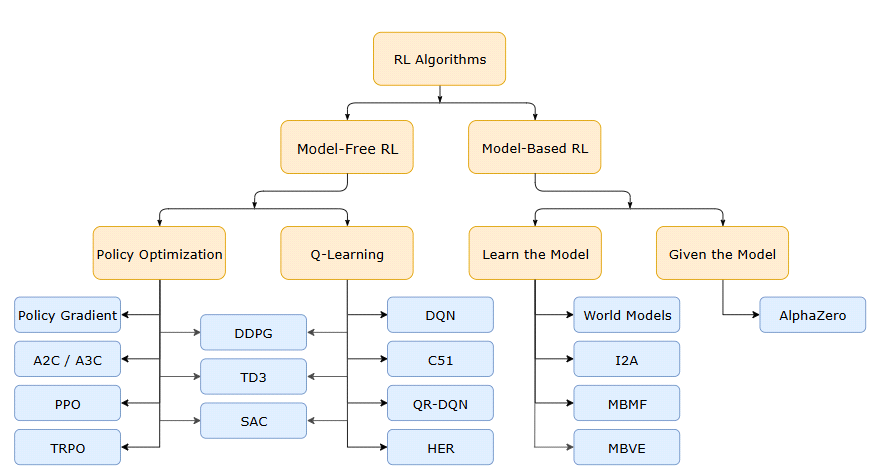 RL Algorithms
Model-Free RL
Model-Based RL
Policy Optimization
Q-Learning
Learn the Model
Given the Model
Policy Gradient
DDPG
DQN
World Models
AlphaZero
A2C / A3C
TD3
C51
I2A
PPO
SAC
QR-DQN
MBMF
TRPO
HER
MBVE